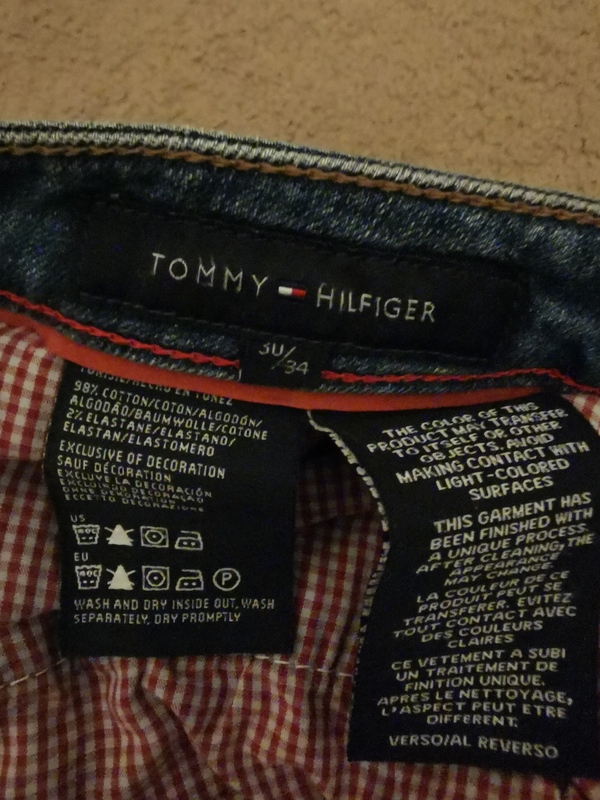 TOMMY HILFIGER
30/34
98% COTTON/COTON/ALGODÓN/
ALGODÃO/BAUMWOLLE/COTONE
2% ELASTANE/ELASTANO/
ELASTAN/ELASTOMERO
EXCLUSIVE OF DECORATION
SAUF DÉCORATION
EXCLUYE LA DECORACIÓN
OHNE DEKORATION
US
EU
P
WASH AND DRY INSIDE OUT, WASH
SEPARATELY, DRY PROMPTLY
THE COLOR OF THIS
PRODUCT MAY TRANSFER
TO ITSELF OR OTHER
OBJECTS. AVOID
MAKING CONTACT WITH
LIGHT-COLORED
SURFACES
THIS GARMENT HAS
BEEN FINISHED WITH
A UNIQUE PROCESS.
AFTER CLEANING, THE
APPEARANCE
MAY CHANGE.
LA COULEUR DE CE
PRODUIT PEUT SE
TRANSFERER. EVITEZ
TOUT CONTACT AVEC
DES COULEURS
CLAIRES
CE VETEMENT A SUBI
UN TRAITEMENT DE
FINITION UNIQUE.
APRES LE NETTOYAGE,
L'ASPECT PEUT ETRE
DIFFERENT.
VERSO/AL REVERSO